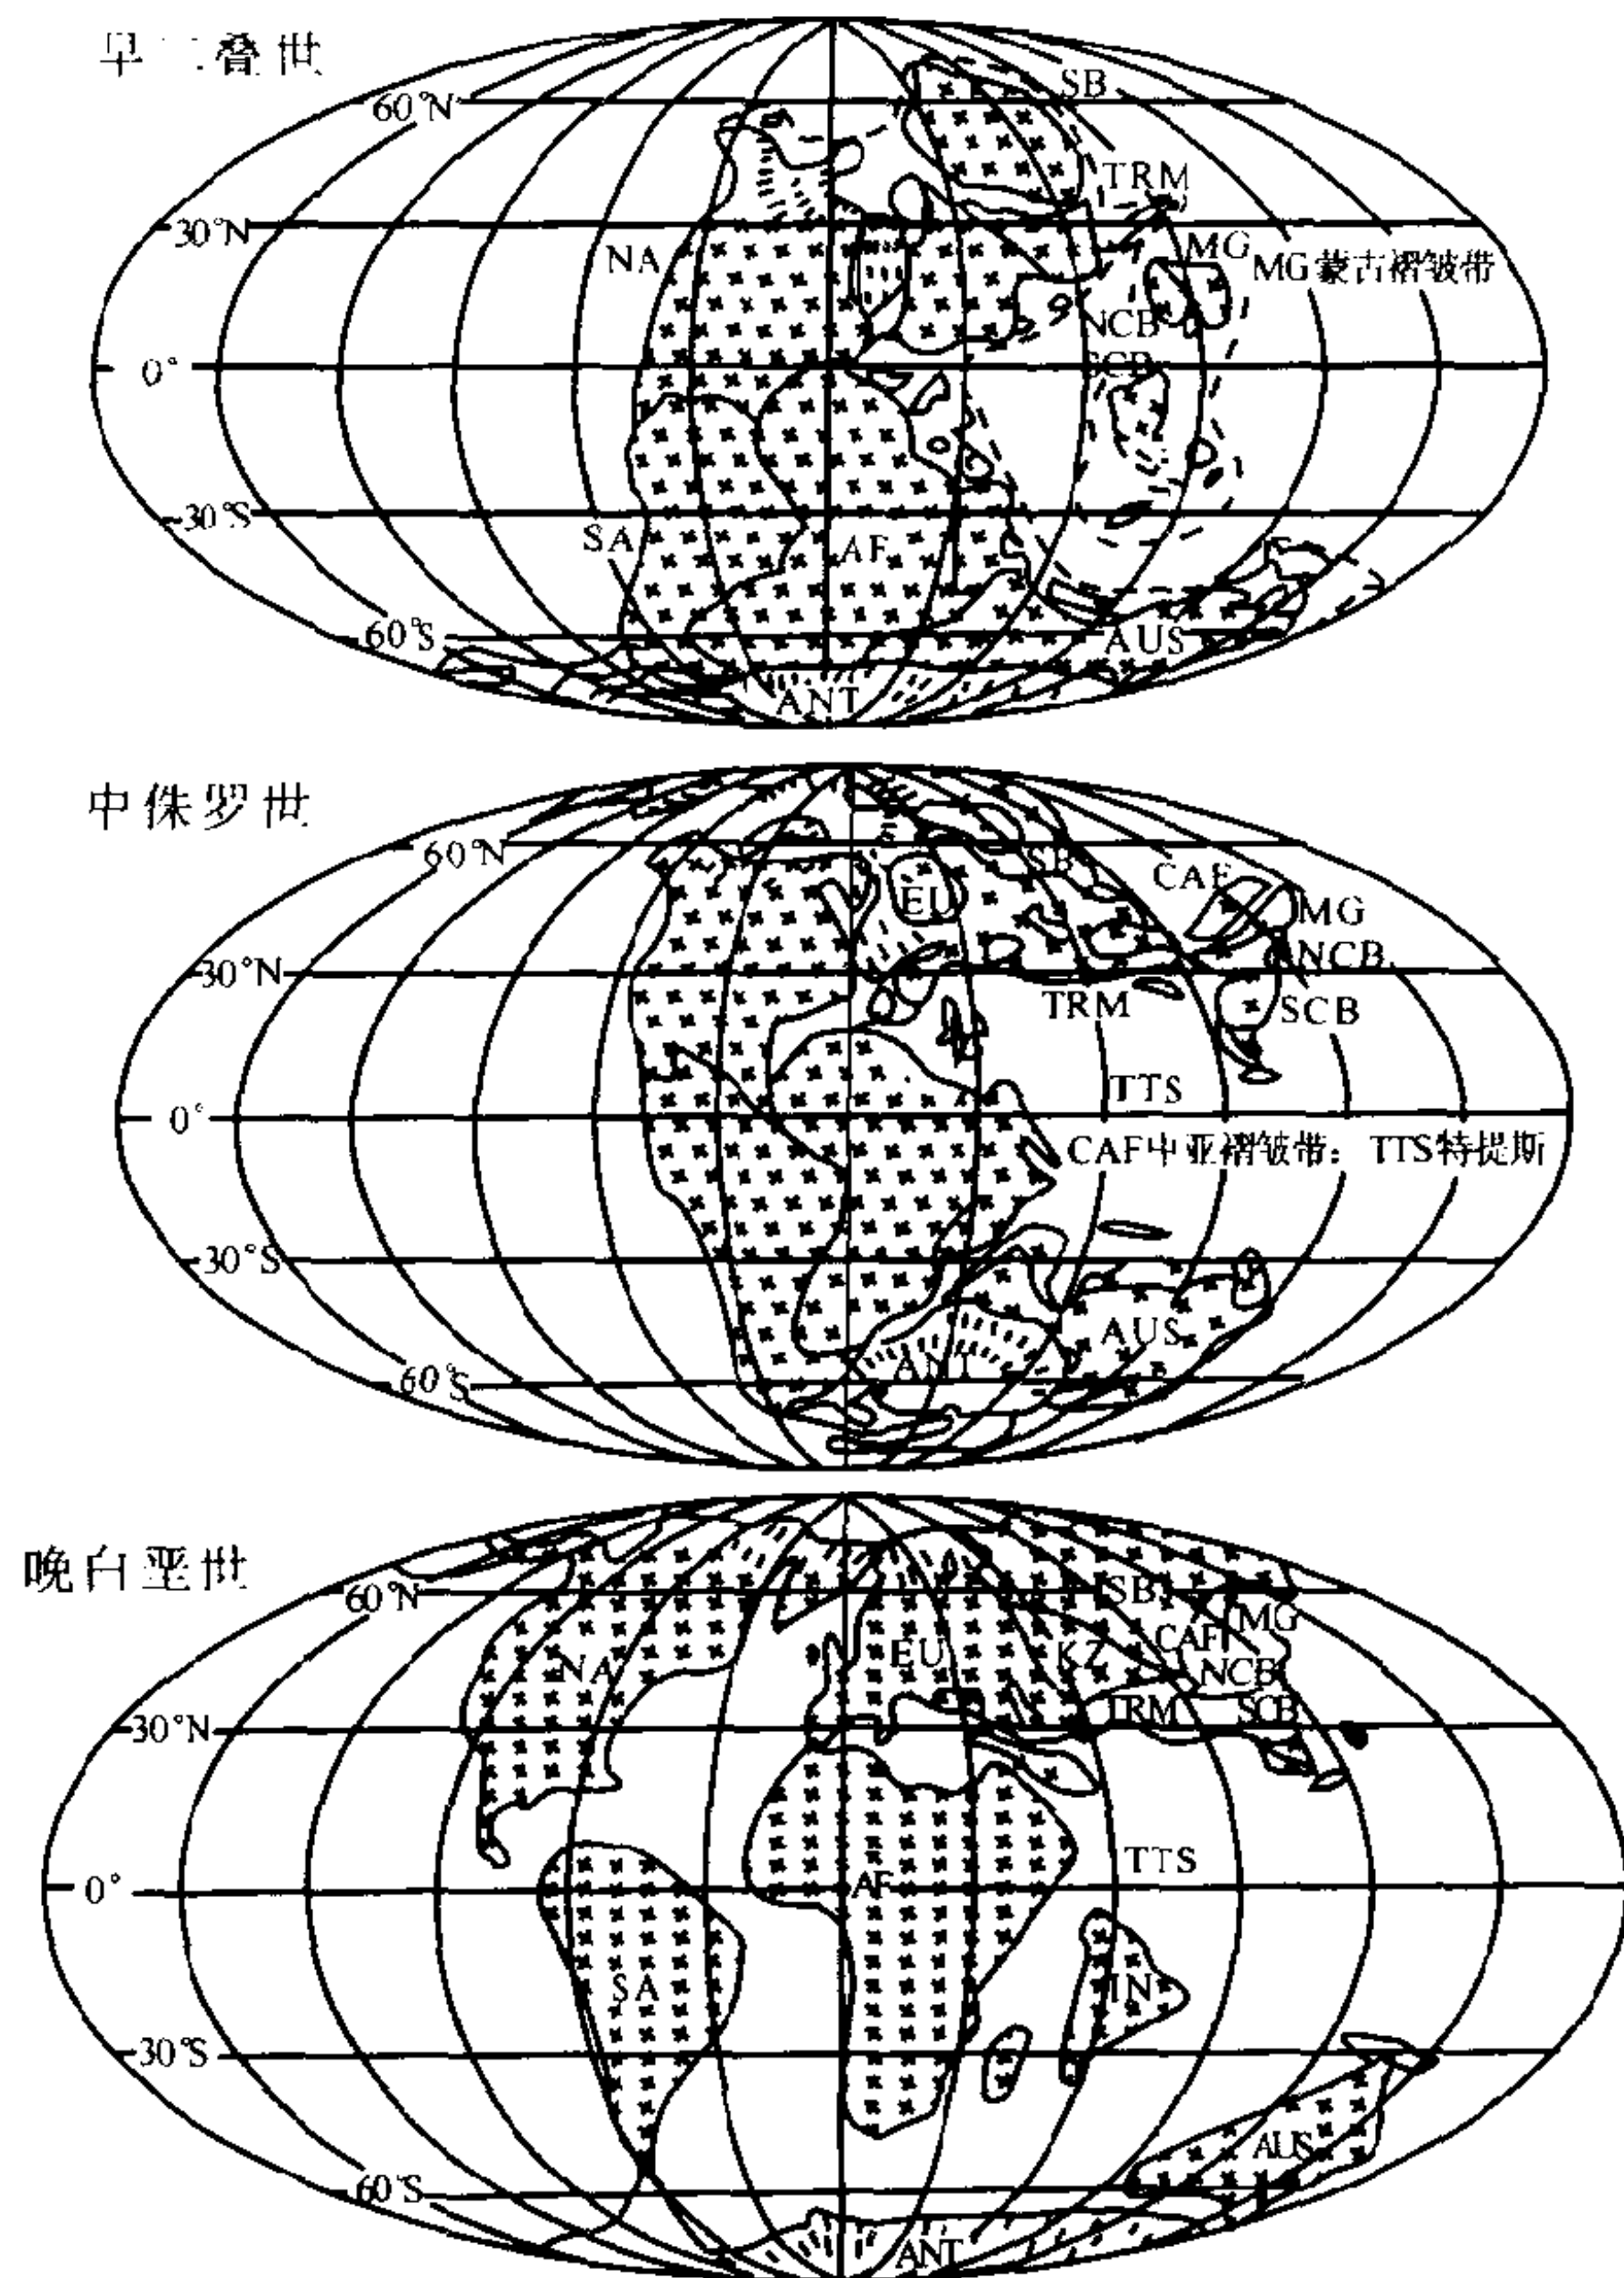 早二叠世
60°N
SB
TRM
30°N
NA
MG
MG蒙古褶皱带
NCB
SCB
0°
30°S
SA
AF
60°S
AUS
ANT
中侏罗世
60°N
SB
CAF
EU
MG
30°N
NCB
TRM
SCB
TTS
0°
CAF中亚褶皱带；TTS特提斯
30°S
AUS
ANT
60°S
晚白垩世
60°N
SB
MG
NA
EU
KZ
CAF
NCB
30°N
TRM
SCB
TTS
0°
AF
SA
IN
30°S
AUS
60°S
ANT